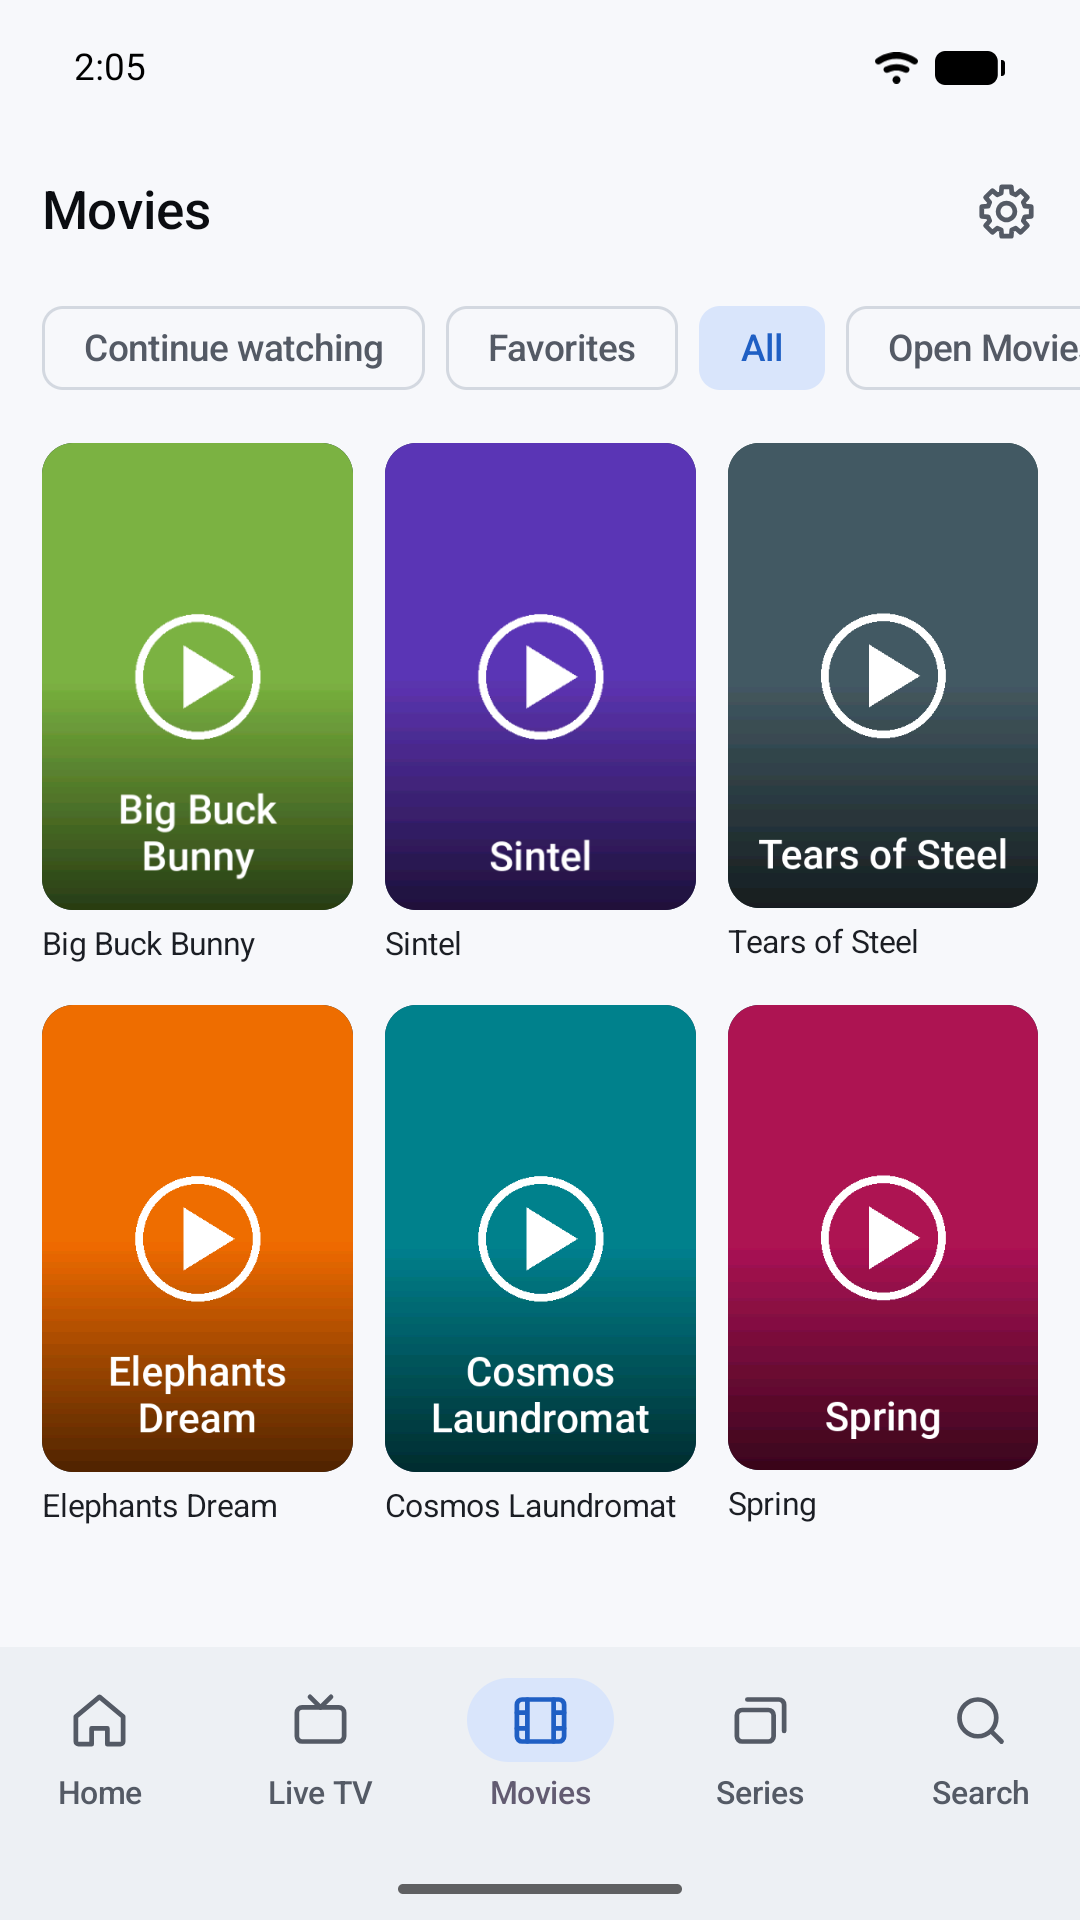 2:05
Movies
Continue watching
Favorites
All
Open Movie
Big Buck
Bunny
Sintel
Tears of Steel
Big Buck Bunny
Sintel
Tears of Steel
Elephants
Dream
Cosmos
Laundromat
Spring
Elephants Dream
Cosmos Laundromat
Spring
Home
Live TV
Movies
Series
Search